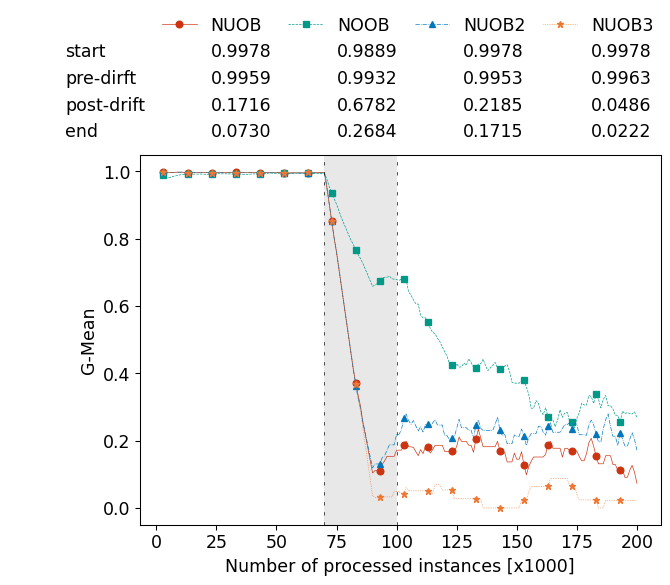 NUOB NOOB NUOB2 NUOB3
start 0.9978 0.9889 0.9978 0.9978
pre-dirft 0.9959 0.9932 0.9953 0.9963
post-drift 0.1716 0.6782 0.2185 0.0486
end 0.0730 0.2684 0.1715 0.0222
1.0
0.8
0.6
0.4
0.2
0.0
G-Mean
0 25 50 75 100 125 150 175 200
Number of processed instances [x1000]